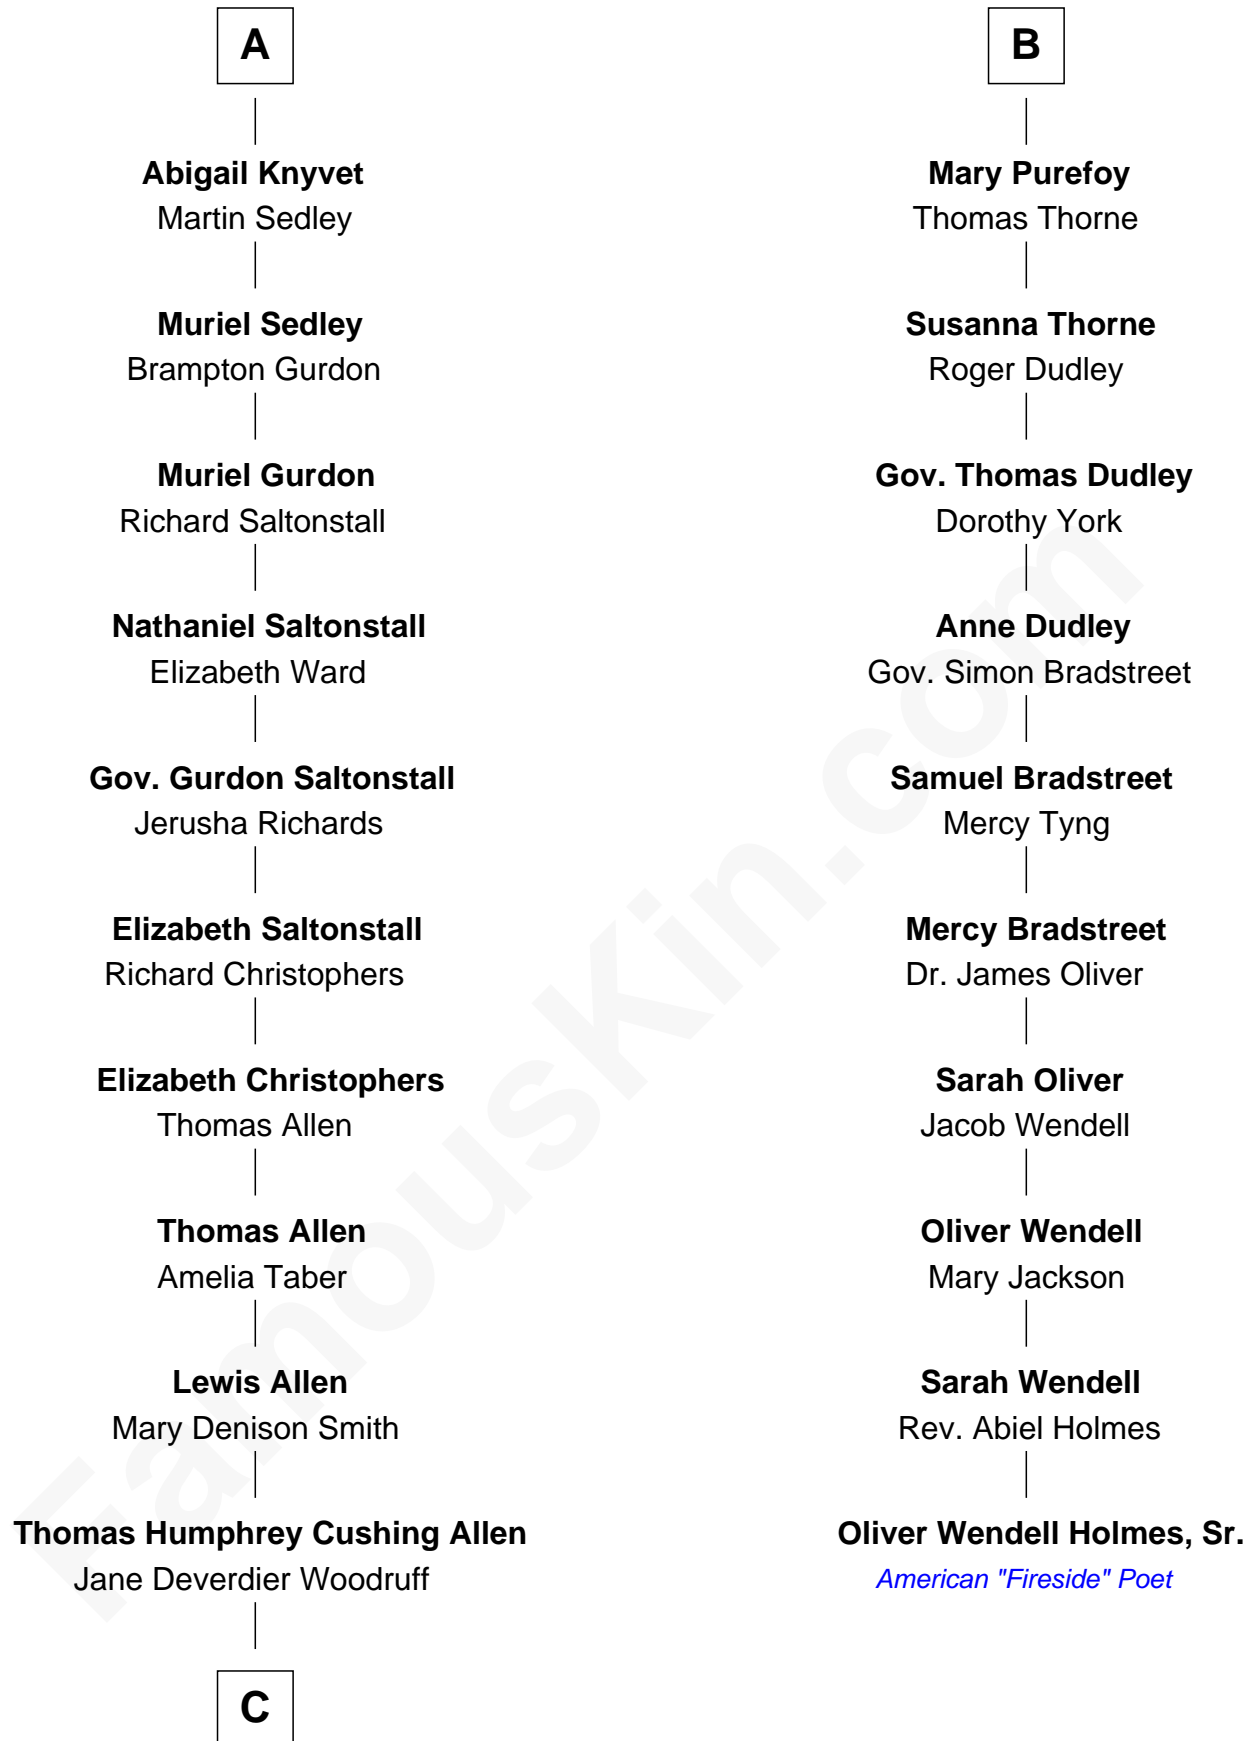 A
Abigail Knyvet
Martin Sedley
Muriel Sedley
Brampton Gurdon
Muriel Gurdon
Richard Saltonstall
Nathaniel Saltonstall
Elizabeth Ward
Gov. Gurdon Saltonstall
Jerusha Richards
Elizabeth Saltonstall
Richard Christophers
Elizabeth Christophers
Thomas Allen
Thomas Allen
Amelia Taber
Lewis Allen
Mary Denison Smith
Thomas Humphrey Cushing Allen
Jane Deverdier Woodruff
C
B
Mary Purefoy
Thomas Thorne
Susanna Thorne
Roger Dudley
Gov. Thomas Dudley
Dorothy York
Anne Dudley
Gov. Simon Bradstreet
Samuel Bradstreet
Mercy Tyng
Mercy Bradstreet
Dr. James Oliver
Sarah Oliver
Jacob Wendell
Oliver Wendell
Mary Jackson
Sarah Wendell
Rev. Abiel Holmes
Oliver Wendell Holmes, Sr.
American "Fireside" Poet
FamousKin.com